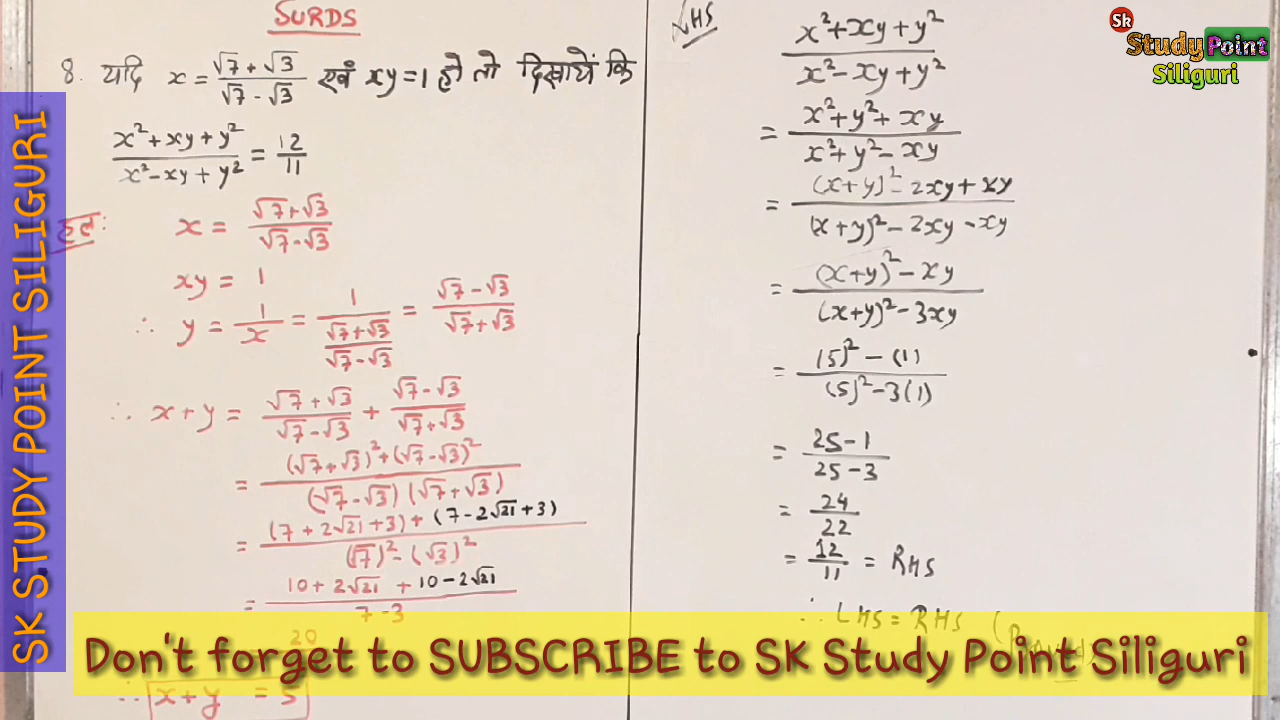 SURDS
8. यदि x = (√7 + √3)/(√7 - √3) एवं xy = 1 हो तो दिखायें कि
(x² + xy + y²)/(x² - xy + y²) = 12/11
हल:
x = (√7 + √3)/(√7 - √3)
xy = 1
∴ y = 1/x = 1/((√7 + √3)/(√7 - √3)) = (√7 - √3)/(√7 + √3)
∴ x + y = (√7 + √3)/(√7 - √3) + (√7 - √3)/(√7 + √3)
= ((√7 + √3)² + (√7 - √3)²)/((√7 - √3)(√7 + √3))
= ((7 + 2√21 + 3) + (7 - 2√21 + 3))/((√7)² - (√3)²)
= (10 + 2√21 + 10 - 2√21)/(7 - 3)
20
∴ x + y = 5
LHS
(x² + xy + y²)/(x² - xy + y²)
= (x² + y² + xy)/(x² + y² - xy)
= ((x + y)² - 2xy + xy)/((x + y)² - 2xy - xy)
= ((x + y)² - xy)/((x + y)² - 3xy)
= ((5)² - (1))/((5)² - 3(1))
= (25 - 1)/(25 - 3)
= 24/22
= 12/11 = RHS
∴ LHS = RHS
Sk
Study Point
Siliguri
SK STUDY POINT SILIGURI
Don't forget to SUBSCRIBE to SK Study Point Siliguri